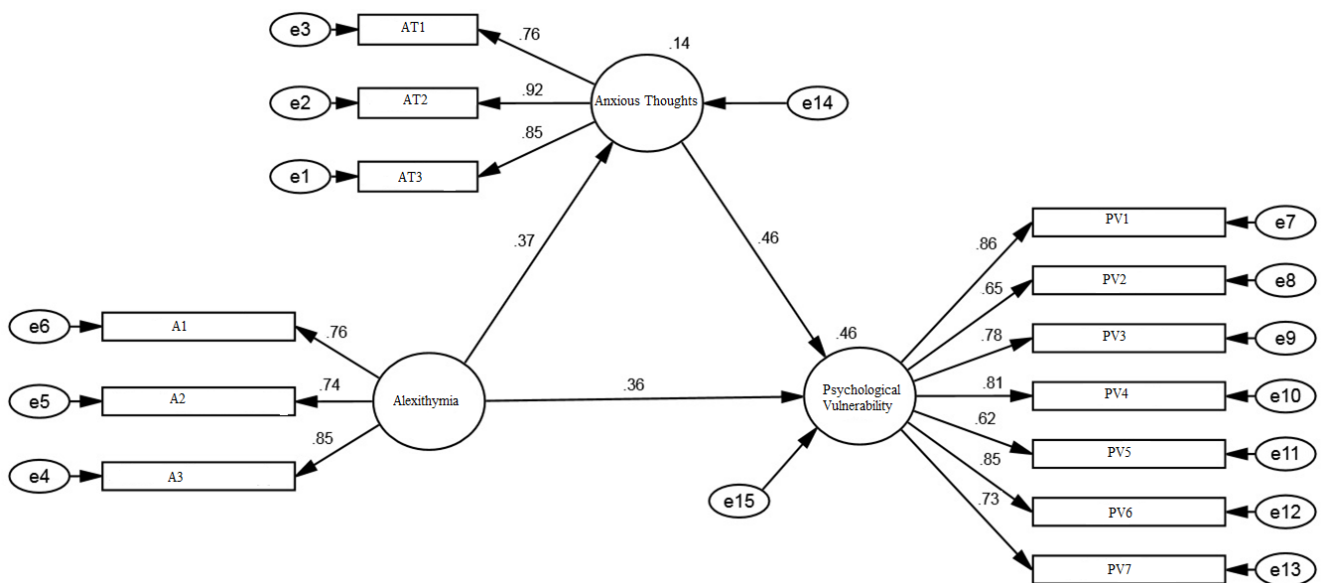 e3
AT1
.76
.14
e2
AT2
.92
Anxious Thoughts
e14
e1
AT3
.85
.37
.46
e6
A1
.76
e5
A2
.74
Alexithymia
e4
A3
.85
.36
.46
Psychological
Vulnerability
e15
.86
PV1
e7
.65
PV2
e8
.78
PV3
e9
.81
PV4
e10
.62
PV5
e11
.85
PV6
e12
.73
PV7
e13